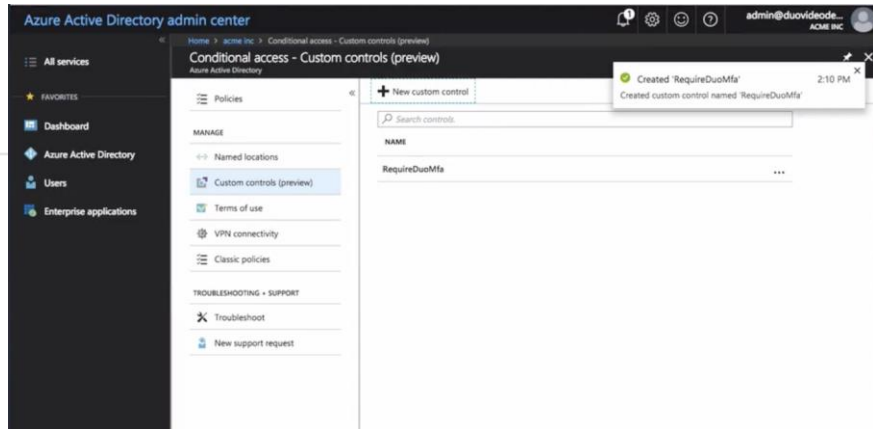 Azure Active Directory admin center
1
admin@duovideode...
ACME INC
Home > acme inc > Conditional access - Custom controls (preview)
Conditional access - Custom controls (preview)
Azure Active Directory
All services
FAVORITES
Dashboard
Azure Active Directory
Users
Enterprise applications
Policies
MANAGE
Named locations
Custom controls (preview)
Terms of use
VPN connectivity
Classic policies
TROUBLESHOOTING + SUPPORT
Troubleshoot
New support request
New custom control
Search controls.
NAME
RequireDuoMfa
...
Created 'RequireDuoMfa' 2:10 PM
Created custom control named 'RequireDuoMfa'